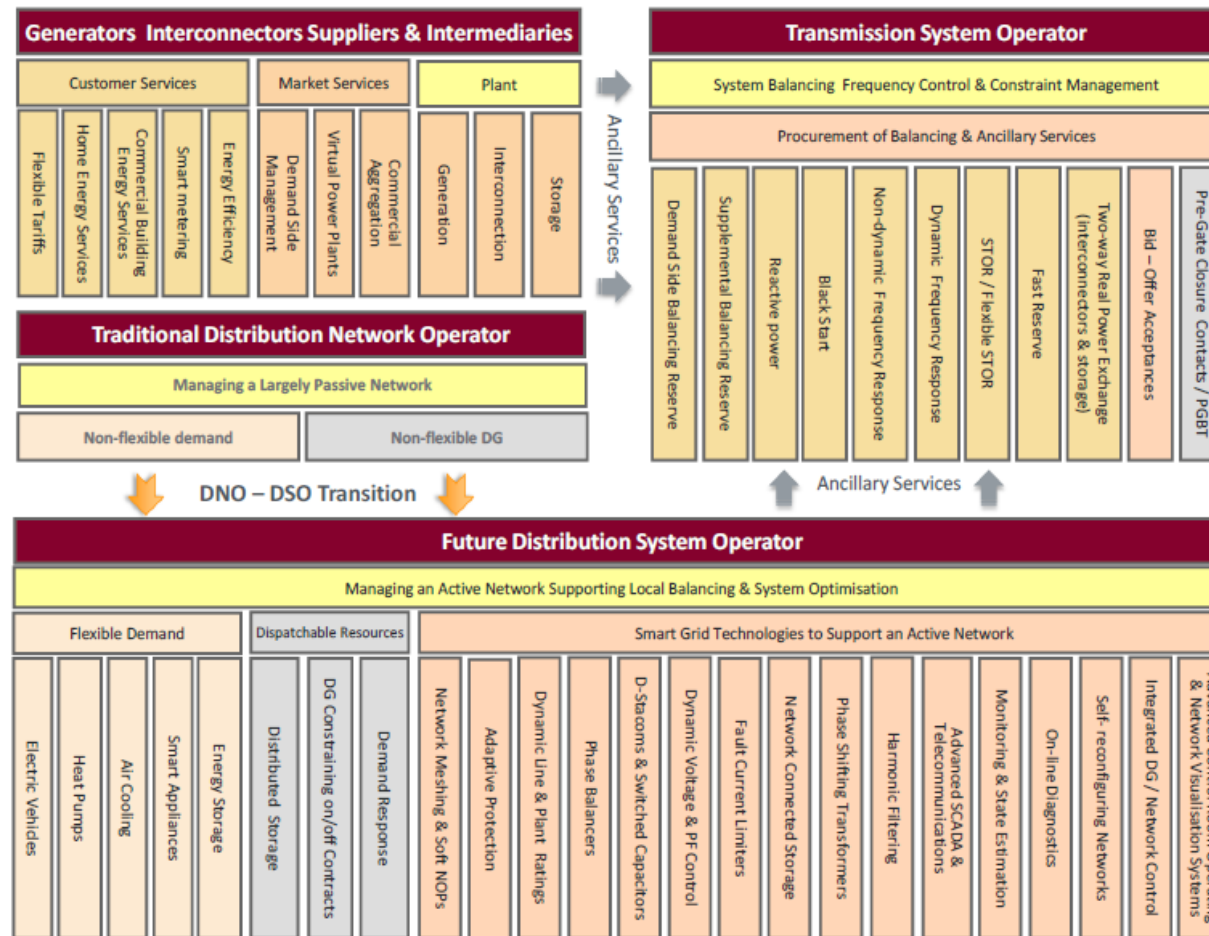 Generators Interconnectors Suppliers & Intermediaries
Customer Services
Market Services
Plant
Flexible Tariffs
Home Energy Services
Commercial Building
Energy Services
Smart metering
Energy Efficiency
Demand Side
Management
Virtual Power Plants
Commercial
Aggregation
Generation
Interconnection
Storage
Ancillary Services
Transmission System Operator
System Balancing Frequency Control & Constraint Management
Procurement of Balancing & Ancillary Services
Demand Side Balancing Reserve
Supplemental Balancing Reserve
Reactive power
Black Start
Non-dynamic Frequency Response
Dynamic Frequency Response
STOR / Flexible STOR
Fast Reserve
Two-way Real Power Exchange
(interconnectors & storage)
Bid – Offer Acceptances
Pre-Gate Closure Contacts / PGBT
Traditional Distribution Network Operator
Managing a Largely Passive Network
Non-flexible demand
Non-flexible DG
DNO – DSO Transition
Ancillary Services
Future Distribution System Operator
Managing an Active Network Supporting Local Balancing & System Optimisation
Flexible Demand
Dispatchable Resources
Smart Grid Technologies to Support an Active Network
Electric Vehicles
Heat Pumps
Air Cooling
Smart Appliances
Energy Storage
Distributed Storage
DG Constraining on/off Contracts
Demand Response
Network Meshing & Soft NOPs
Adaptive Protection
Dynamic Line & Plant Ratings
Phase Balancers
D-Stacoms & Switched Capacitors
Dynamic Voltage & PF Control
Fault Current Limiters
Network Connected Storage
Phase Shifting Transformers
Harmonic Filtering
Advanced SCADA &
Telecommunications
Monitoring & State Estimation
On-line Diagnostics
Self- reconfiguring Networks
Integrated DG / Network Control
& Network Visualisation Systems